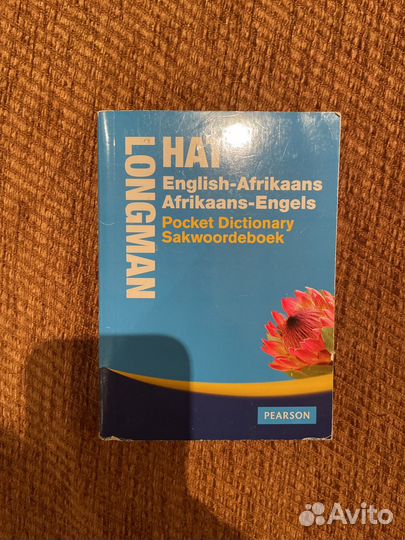 LONGMAN
HAT
English-Afrikaans
Afrikaans-Engels
Pocket Dictionary
Sakwoordeboek
PEARSON
Avito